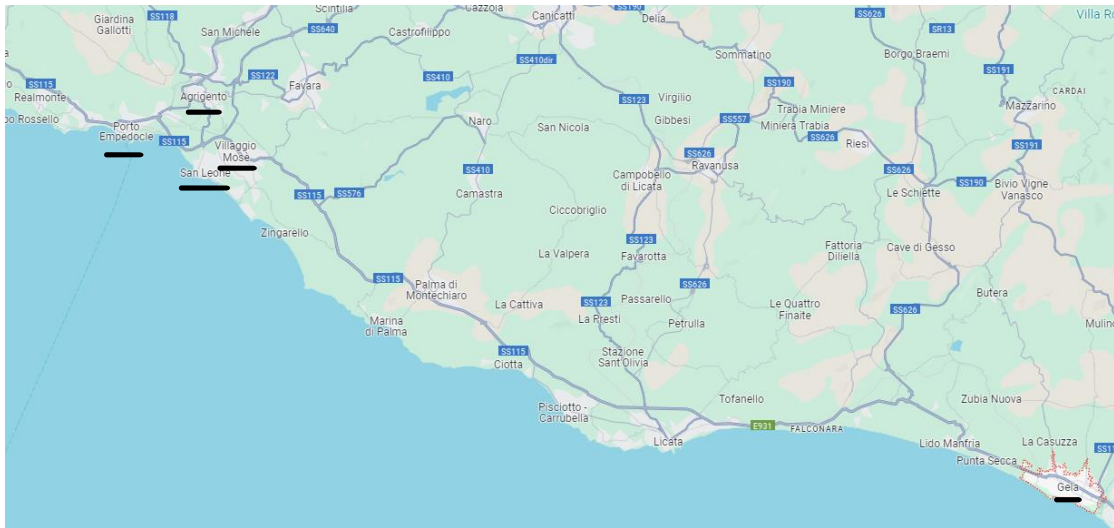 SS118
Scintilia
Cazzola
SS190
Delia
SS626
Villa R
Giardina
Gallotti
San Michele
SS640
Castrofilippo
Canicattì
SR13
SS410dir
Sommatino
Borgo Braemi
SS115
Realmonte
SS122
Favara
SS410
SS190
SS191
CARDAI
Agrigento
SS123
Virgilio
Trabia Miniere
Mazzarino
po Rossello
Porto
Empedocle
Naro
San Nicola
Gibbesi
SS557
Miniera Trabia
SS626
Riesi
SS115
Villaggio
Mosè
SS626
Ravanusa
SS191
San Leone
SS410
Campobello
di Licata
SS626
SS190
Bivio Vigne
Vanasco
SS115
SS576
Camastra
Le Schiette
Ciccobriglio
Zingarello
SS123
Fattoria
Diliella
Cave di Gesso
La Valpera
Favarotta
SS115
Palma di
Montechiaro
SS626
Butera
La Cattiva
SS123
Passarello
Le Quattro
Finaite
SS626
Marina
di Palma
La Presti
Petrulla
Mulino
SS115
Ciotta
Stazione
Sant'Olivia
Pisciotto -
Carrubella
Tofanello
Zubia Nuova
E931
FALCONARA
Licata
Lido Manfria
La Casuzza
SS11
Punta Secca
Gela